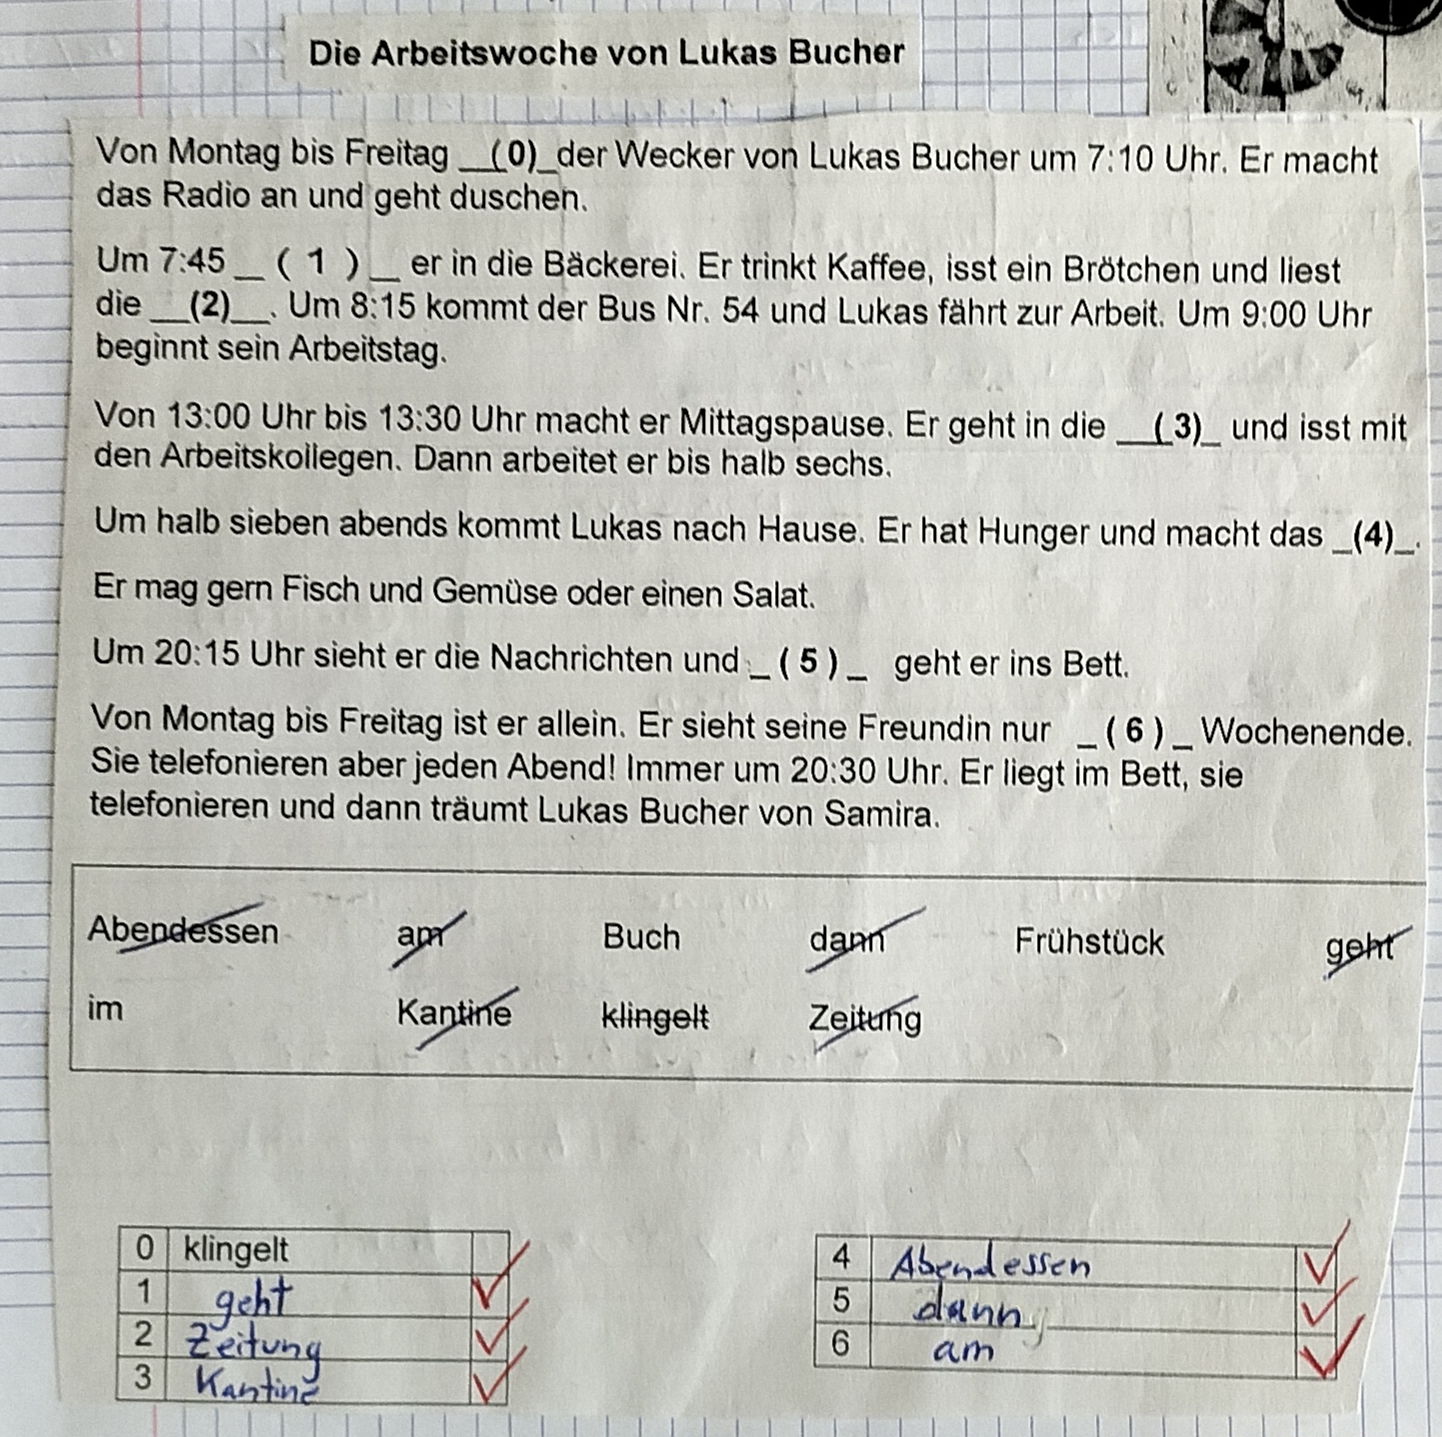 Die Arbeitswoche von Lukas Bucher
Von Montag bis Freitag __(0)_der Wecker von Lukas Bucher um 7:10 Uhr. Er macht
das Radio an und geht duschen.
Um 7:45 _ ( 1 ) _ er in die Bäckerei. Er trinkt Kaffee, isst ein Brötchen und liest
die __(2)__. Um 8:15 kommt der Bus Nr. 54 und Lukas fährt zur Arbeit. Um 9:00 Uhr
beginnt sein Arbeitstag.
Von 13:00 Uhr bis 13:30 Uhr macht er Mittagspause. Er geht in die __(3)_ und isst mit
den Arbeitskollegen. Dann arbeitet er bis halb sechs.
Um halb sieben abends kommt Lukas nach Hause. Er hat Hunger und macht das _(4)_.
Er mag gern Fisch und Gemüse oder einen Salat.
Um 20:15 Uhr sieht er die Nachrichten und _ ( 5 ) _ geht er ins Bett.
Von Montag bis Freitag ist er allein. Er sieht seine Freundin nur _ ( 6 ) _ Wochenende.
Sie telefonieren aber jeden Abend! Immer um 20:30 Uhr. Er liegt im Bett, sie
telefonieren und dann träumt Lukas Bucher von Samira.
Abendessen am Buch dann Frühstück geht
im Kantine klingelt Zeitung
0 klingelt
1 geht
2 Zeitung
3 Kantine
4 Abendessen
5 dann
6 am